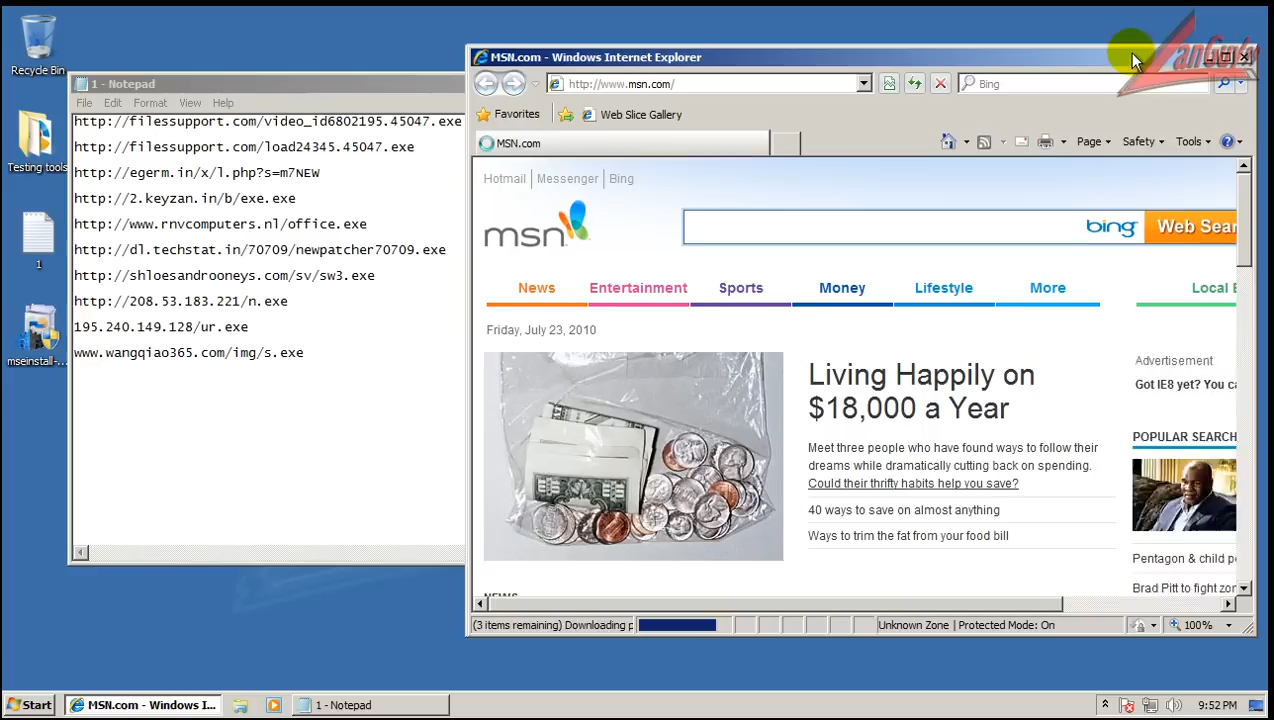 Recycle Bin
Testing tools
1
mseinstall-...
1 - Notepad
File Edit Format View Help
http://filessupport.com/video_id6802195.45047.exe
http://filessupport.com/load24345.45047.exe
http://egerm.in/x/l.php?s=m7NEW
http://2.keyzan.in/b/exe.exe
http://www.rnvcomputers.nl/office.exe
http://dl.techstat.in/70709/newpatcher70709.exe
http://shloesandrooneys.com/sv/sw3.exe
http://208.53.183.221/n.exe
195.240.149.128/ur.exe
www.wangqiao365.com/img/s.exe
MSN.com - Windows Internet Explorer
http://www.msn.com/
Bing
Favorites Web Slice Gallery
MSN.com
Page Safety Tools
Hotmail Messenger Bing
msn
bing Web Sear
News Entertainment Sports Money Lifestyle More Local E
Friday, July 23, 2010
Living Happily on
$18,000 a Year
Meet three people who have found ways to follow their
dreams while dramatically cutting back on spending.
Could their thrifty habits help you save?
40 ways to save on almost anything
Ways to trim the fat from your food bill
Advertisement
Got IE8 yet? You ca
POPULAR SEARCH
Pentagon & child p
Brad Pitt to fight zor
NEWS
(3 items remaining) Downloading p
Unknown Zone | Protected Mode: On
100%
Start
MSN.com - Windows I...
1 - Notepad
9:52 PM